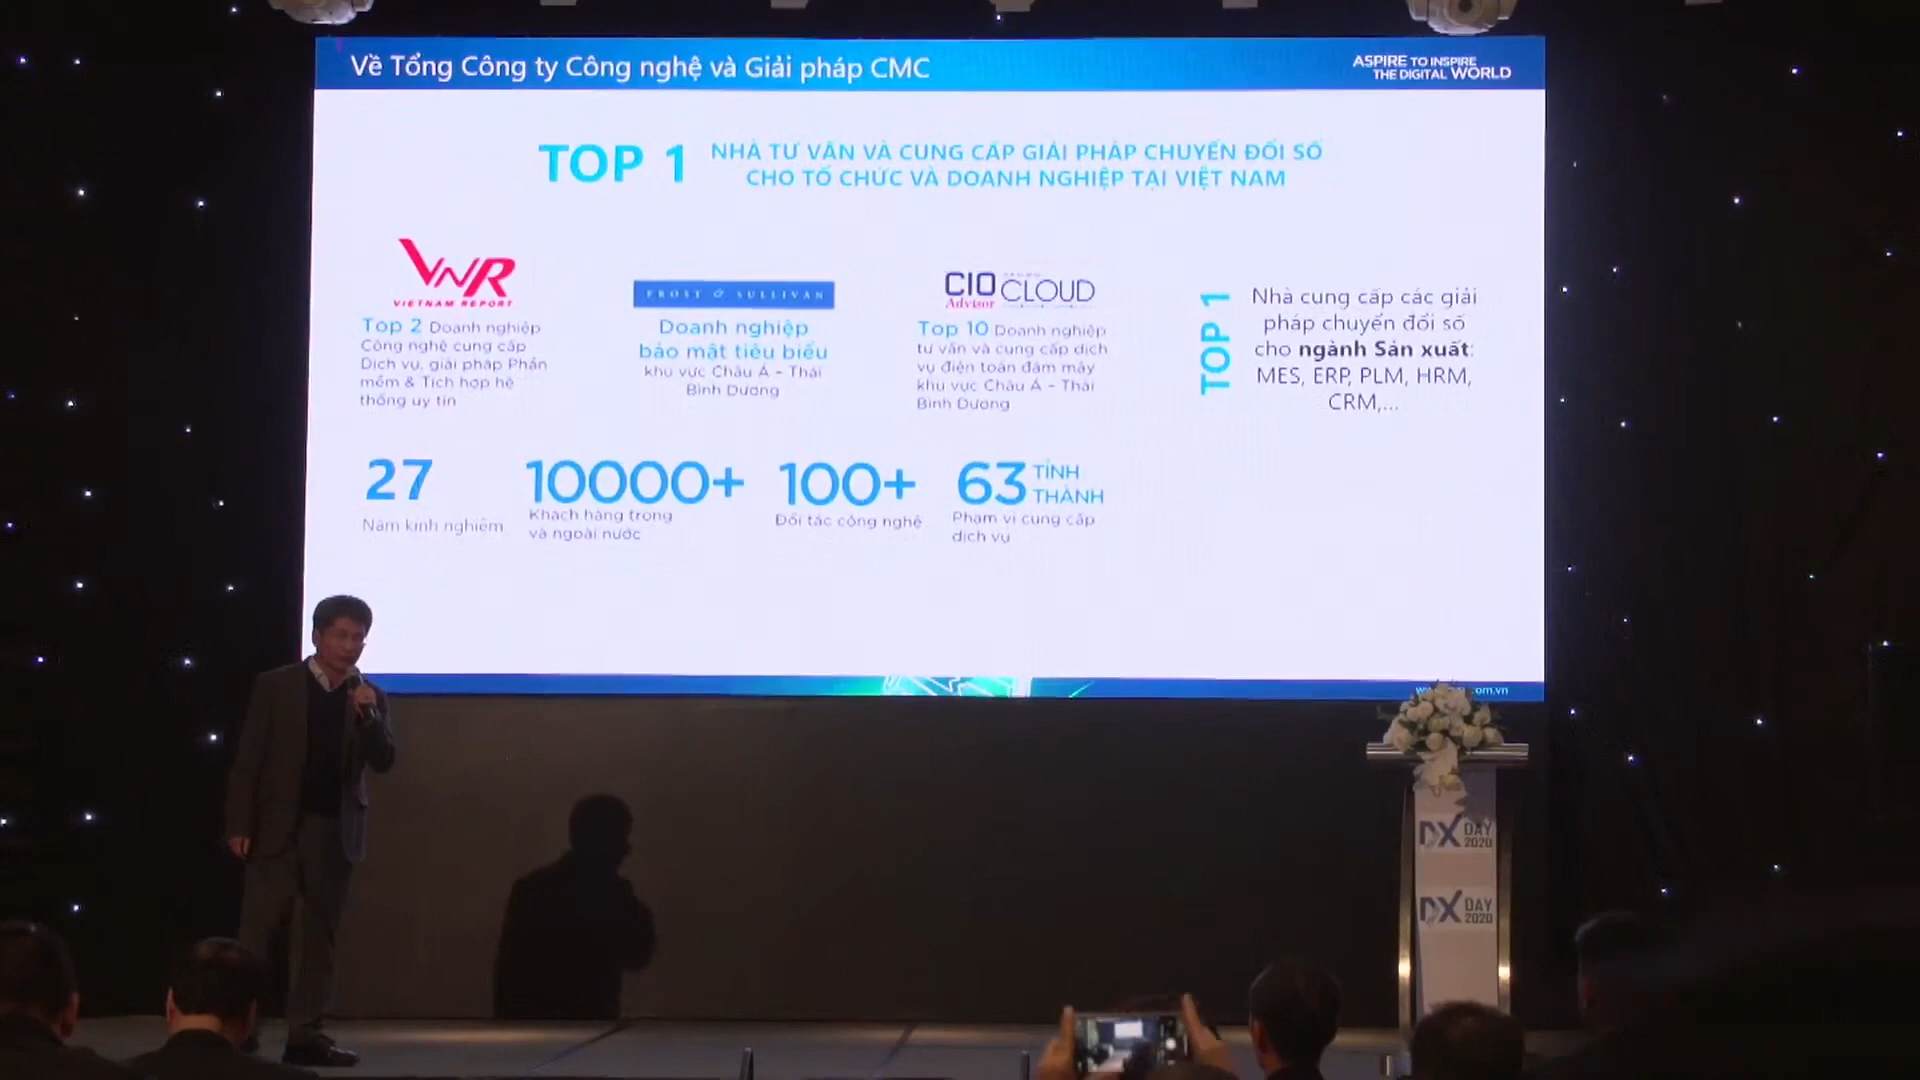 Về Tổng Công ty Công nghệ và Giải pháp CMC
ASPIRE TO INSPIRE
THE DIGITAL WORLD
TOP 1
NHÀ TƯ VẤN VÀ CUNG CẤP GIẢI PHÁP CHUYỂN ĐỔI SỐ
CHO TỔ CHỨC VÀ DOANH NGHIỆP TẠI VIỆT NAM
VNR
VIETNAM REPORT
Top 2 Doanh nghiệp
Công nghệ cung cấp
Dịch vụ, giải pháp Phần
mềm & Tích hợp hệ
thống uy tín
FROST & SULLIVAN
Doanh nghiệp
bảo mật tiêu biểu
khu vực Châu Á - Thái
Bình Dương
CIO
Advisor
CLOUD
Top 10 Doanh nghiệp
tư vấn và cung cấp dịch
vụ điện toán đám mây
khu vực Châu Á - Thái
Bình Dương
TOP 1
Nhà cung cấp các giải
pháp chuyển đổi số
cho ngành Sản xuất:
MES, ERP, PLM, HRM,
CRM,...
27
Năm kinh nghiệm
10000+
Khách hàng trong
và ngoài nước
100+
Đối tác công nghệ
63 TỈNH
THÀNH
Phạm vi cung cấp
dịch vụ
om.vn
DX DAY
2020
DX DAY
2020